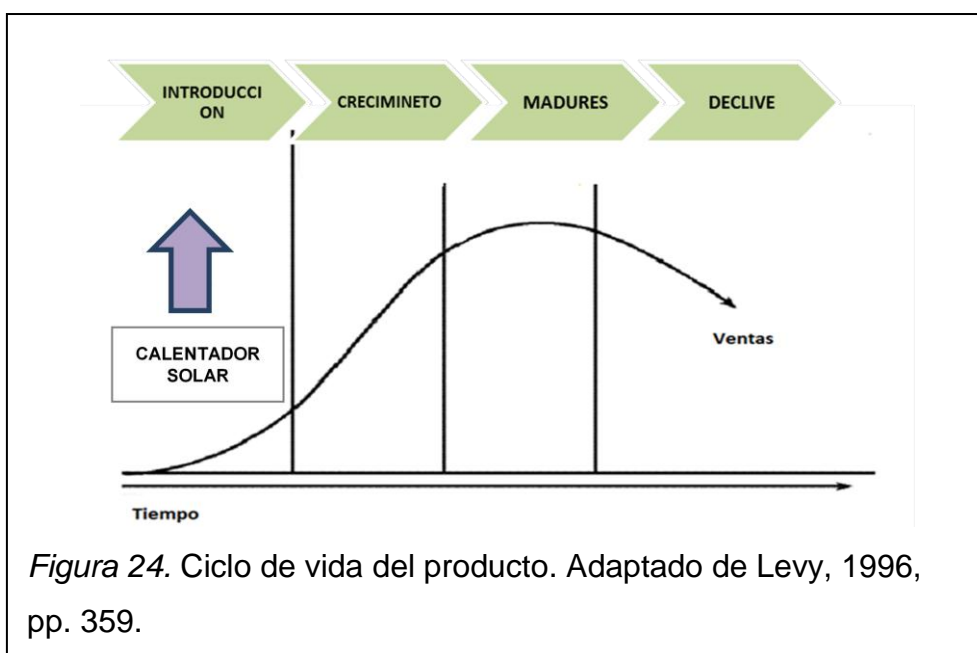 INTRODUCCI
ON
CRECIMINETO
MADURES
DECLIVE
CALENTADOR
SOLAR
Ventas
Tiempo
Figura 24. Ciclo de vida del producto. Adaptado de Levy, 1996,
pp. 359.